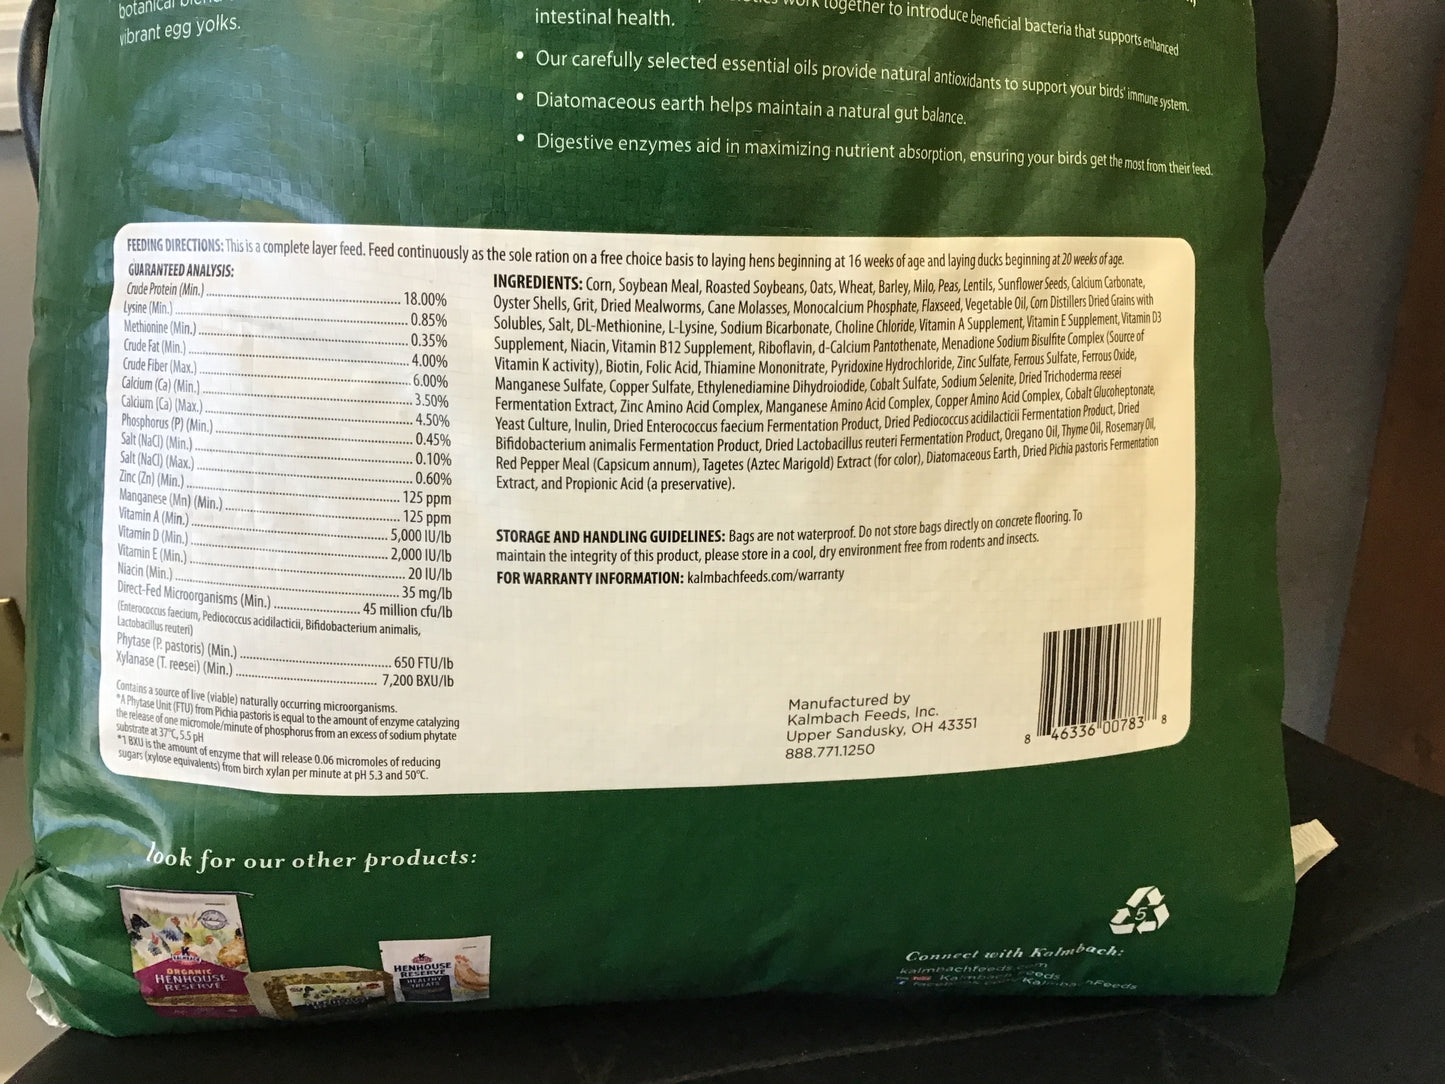 botanical
vibrant egg yolks.
work together to introduce beneficial bacteria that supports enhanced
intestinal health.
• Our carefully selected essential oils provide natural antioxidants to support your birds' immune system.
• Diatomaceous earth helps maintain a natural gut balance.
• Digestive enzymes aid in maximizing nutrient absorption, ensuring your birds get the most from their feed.
FEEDING DIRECTIONS: This is a complete layer feed. Feed continuously as the sole ration on a free choice basis to laying hens beginning at 16 weeks of age and laying ducks beginning at 20 weeks of age.
GUARANTEED ANALYSIS:
Crude Protein (Min.) 18.00%
Lysine (Min.) 0.85%
Methionine (Min.) 0.35%
Crude Fat (Min.) 4.00%
Crude Fiber (Max.) 6.00%
Calcium (Ca) (Min.) 3.50%
Calcium (Ca) (Max.) 4.50%
Phosphorus (P) (Min.) 0.45%
Salt (NaCl) (Min.) 0.10%
Salt (NaCl) (Max.) 0.60%
Zinc (Zn) (Min.) 125 ppm
Manganese (Mn) (Min.) 125 ppm
Vitamin A (Min.) 5,000 IU/lb
Vitamin D (Min.) 2,000 IU/lb
Vitamin E (Min.) 20 IU/lb
Niacin (Min.) 35 mg/lb
Direct-Fed Microorganisms (Min.) 45 million cfu/lb
(Enterococcus faecium, Pediococcus acidilacticii, Bifidobacterium animalis,
Lactobacillus reuteri)
Phytase (P. pastoris) (Min.) 650 FTU/lb
Xylanase (T. reesei) (Min.) 7,200 BXU/lb
Contains a source of live (viable) naturally occurring microorganisms.
*A Phytase Unit (FTU) from Pichia pastoris is equal to the amount of enzyme catalyzing
the release of one micromole/minute of phosphorus from an excess of sodium phytate
substrate at 37°C, 5.5 pH
*1 BXU is the amount of enzyme that will release 0.06 micromoles of reducing
sugars (xylose equivalents) from birch xylan per minute at pH 5.3 and 50°C.
INGREDIENTS: Corn, Soybean Meal, Roasted Soybeans, Oats, Wheat, Barley, Milo, Peas, Lentils, Sunflower Seeds, Calcium Carbonate,
Oyster Shells, Grit, Dried Mealworms, Cane Molasses, Monocalcium Phosphate, Flaxseed, Vegetable Oil, Corn Distillers Dried Grains with
Solubles, Salt, DL-Methionine, L-Lysine, Sodium Bicarbonate, Choline Chloride, Vitamin A Supplement, Vitamin E Supplement, Vitamin D3
Supplement, Niacin, Vitamin B12 Supplement, Riboflavin, d-Calcium Pantothenate, Menadione Sodium Bisulfite Complex (Source of
Vitamin K activity), Biotin, Folic Acid, Thiamine Mononitrate, Pyridoxine Hydrochloride, Zinc Sulfate, Ferrous Sulfate, Ferrous Oxide,
Manganese Sulfate, Copper Sulfate, Ethylenediamine Dihydroiodide, Cobalt Sulfate, Sodium Selenite, Dried Trichoderma reesei
Fermentation Extract, Zinc Amino Acid Complex, Manganese Amino Acid Complex, Copper Amino Acid Complex, Cobalt Glucoheptonate,
Yeast Culture, Inulin, Dried Enterococcus faecium Fermentation Product, Dried Pediococcus acidilacticii Fermentation Product, Dried
Bifidobacterium animalis Fermentation Product, Dried Lactobacillus reuteri Fermentation Product, Oregano Oil, Thyme Oil, Rosemary Oil,
Red Pepper Meal (Capsicum annum), Tagetes (Aztec Marigold) Extract (for color), Diatomaceous Earth, Dried Pichia pastoris Fermentation
Extract, and Propionic Acid (a preservative).
STORAGE AND HANDLING GUIDELINES: Bags are not waterproof. Do not store bags directly on concrete flooring. To
maintain the integrity of this product, please store in a cool, dry environment free from rodents and insects.
FOR WARRANTY INFORMATION: kalmbachfeeds.com/warranty
Manufactured by
Kalmbach Feeds, Inc.
Upper Sandusky, OH 43351
888.771.1250
8 46336 00783 8
look for our other products:
ORGANIC
HENHOUSE
RESERVE
HENHOUSE
RESERVE
HEALTHY
TREATS
5
Connect with Kalmbach:
kalmbachfeeds.com